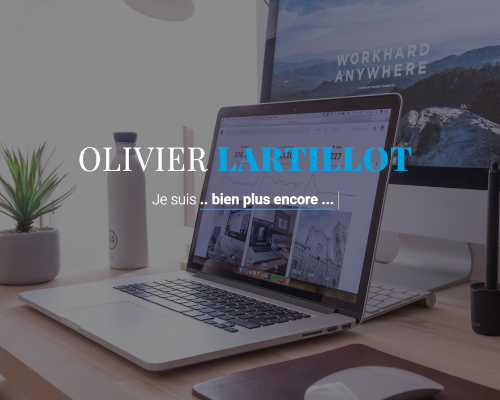 WORKHARD
ANYWHERE
OLIVIER LARTILLOT
Je suis .. bien plus encore ...